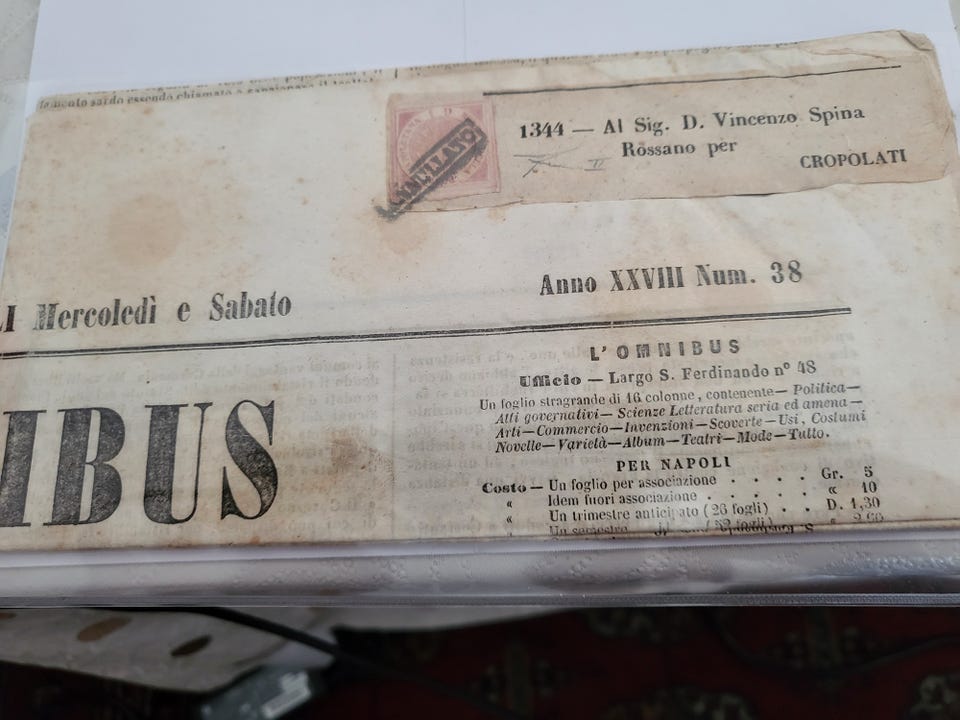 1344 — Al Sig. D. Vincenzo Spina
Rossano per
CROPOLATI
ANNULLATO
LI Mercoledì e Sabato
Anno XXVIII Num. 38
IBUS
L'OMNIBUS
Ufficio — Largo S. Ferdinando n° 48
Un foglio stragrande di 16 colonne, contenente — Politica —
Atti governativi — Scienze Letteratura seria ed amena —
Arti — Commercio — Invenzioni — Scoverte — Usi, Costumi
Novelle — Varietà — Album — Teatri — Mode — Tutto.
PER NAPOLI
Costo — Un foglio per associazione . . . . Gr. 5
« Idem fuori associazione . . . . . « 10
« Un trimestre anticipato (26 fogli) . . D. 1,30
« Un semestre